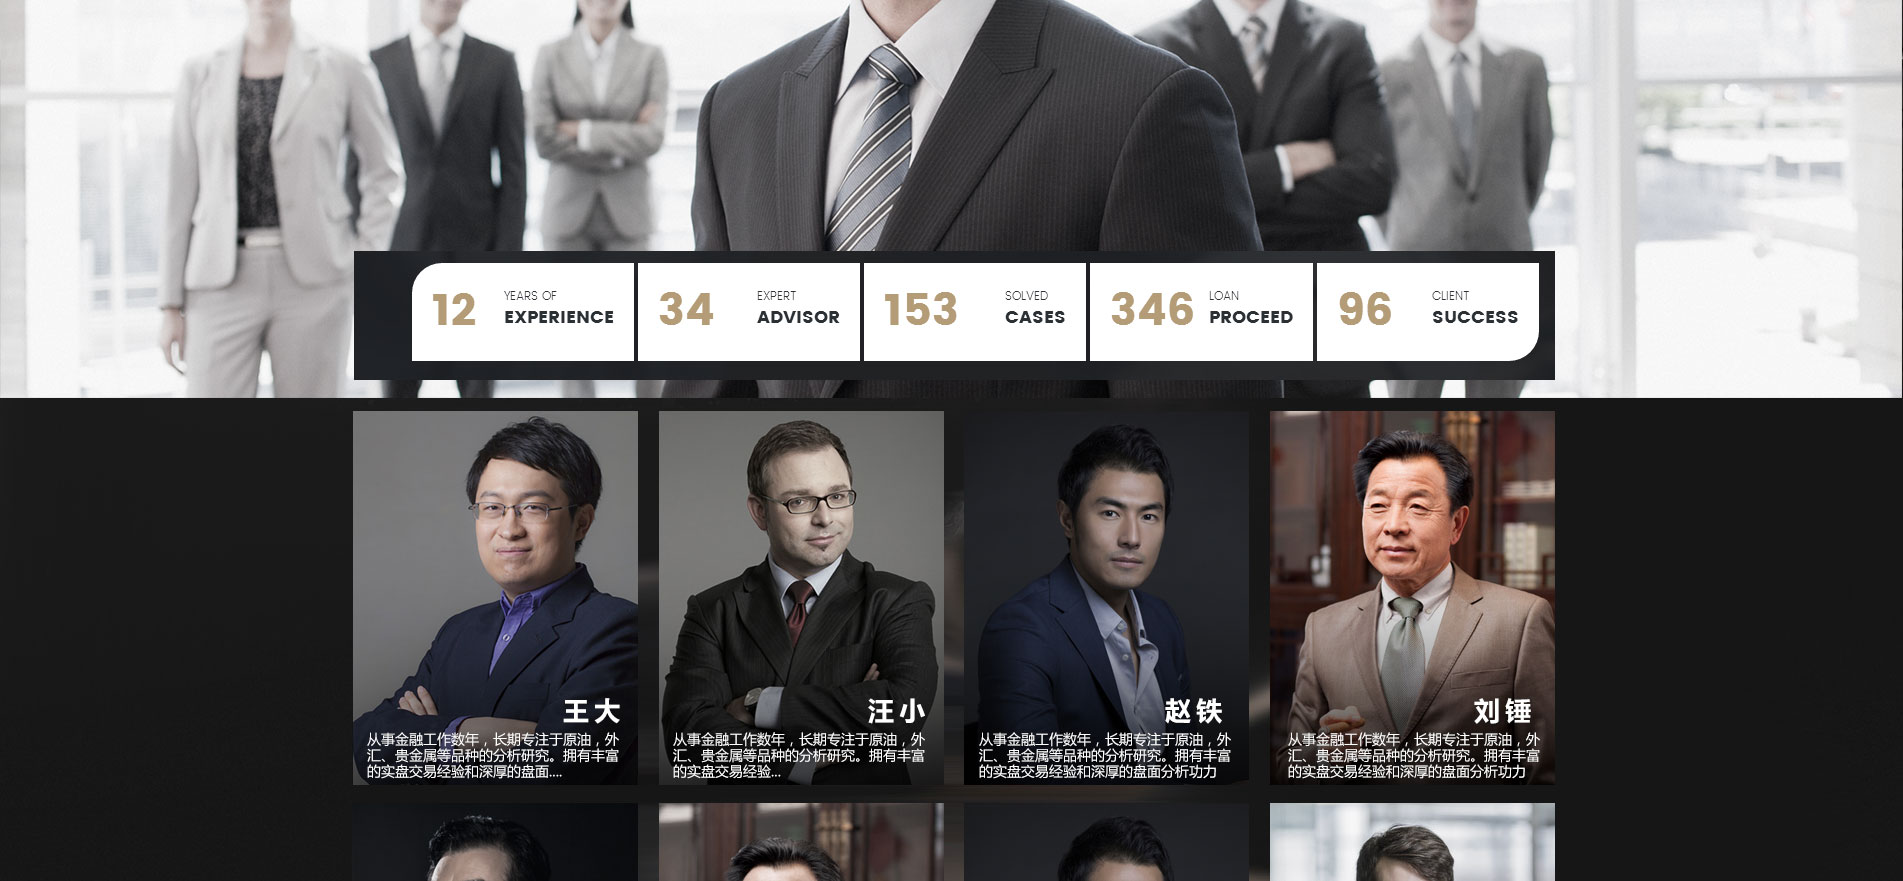 12 YEARS OF EXPERIENCE
34 EXPERT ADVISOR
153 SOLVED CASES
346 LOAN PROCEED
96 CLIENT SUCCESS
王大
从事金融工作数年，长期专注于原油，外
汇、贵金属等品种的分析研究。拥有丰富
的实盘交易经验和深厚的盘面....
汪小
从事金融工作数年，长期专注于原油，外
汇、贵金属等品种的分析研究。拥有丰富
的实盘交易经验...
赵铁
从事金融工作数年，长期专注于原油，外
汇、贵金属等品种的分析研究。拥有丰富
的实盘交易经验和深厚的盘面分析功力
刘锤
从事金融工作数年，长期专注于原油，外
汇、贵金属等品种的分析研究。拥有丰富
的实盘交易经验和深厚的盘面分析功力